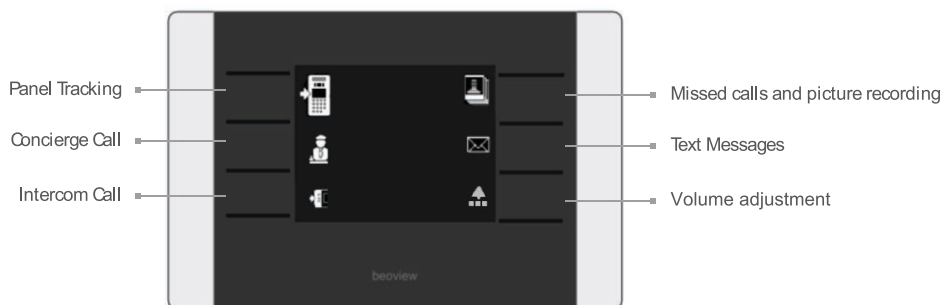 Panel Tracking
Missed calls and picture recording
Concierge Call
Text Messages
Intercom Call
Volume adjustment
beoview